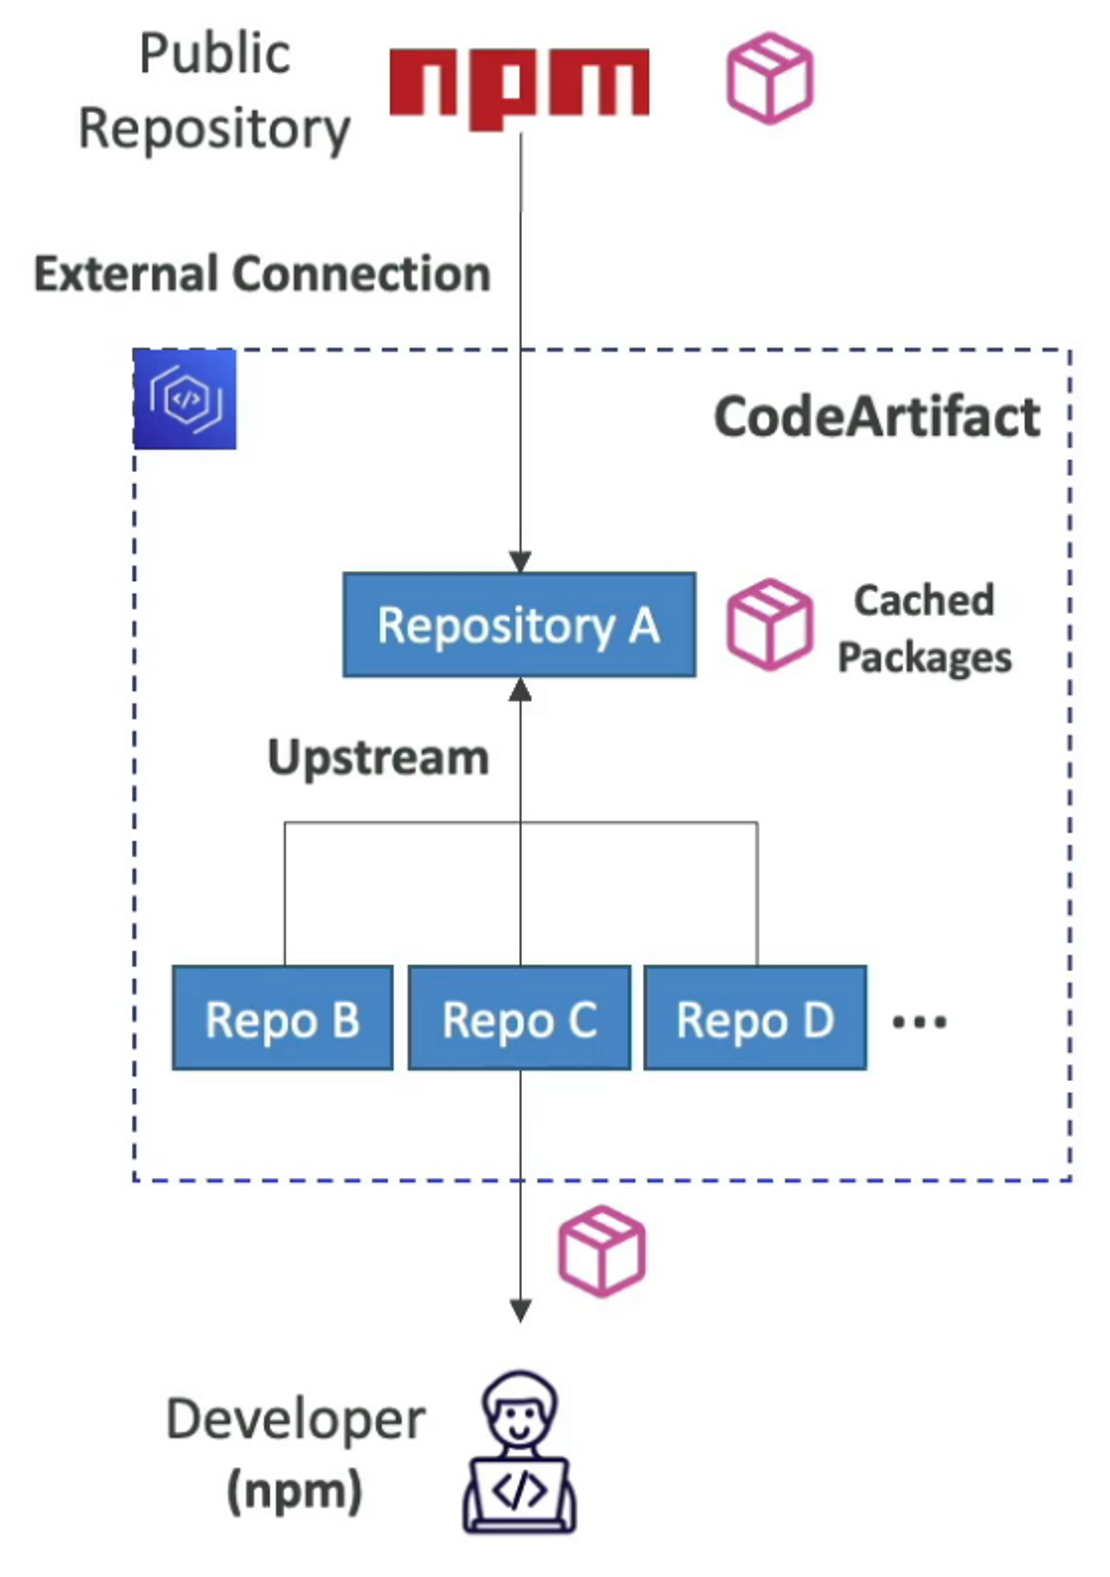 Public
Repository
npm
External Connection
</>
CodeArtifact
Repository A
Cached
Packages
Upstream
Repo B
Repo C
Repo D
...
Developer
(npm)
</>